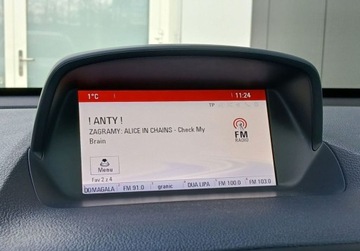 1°C ! 11:24
TP
! ANTY !
ZAGRAMY: ALICE IN CHAINS - Check My
Brain
FM
RADIO
Menu
Fav 2 z 4
DOMAGALA FM 91.0 granic DUA LIPA FM 100.0 FM 103.0